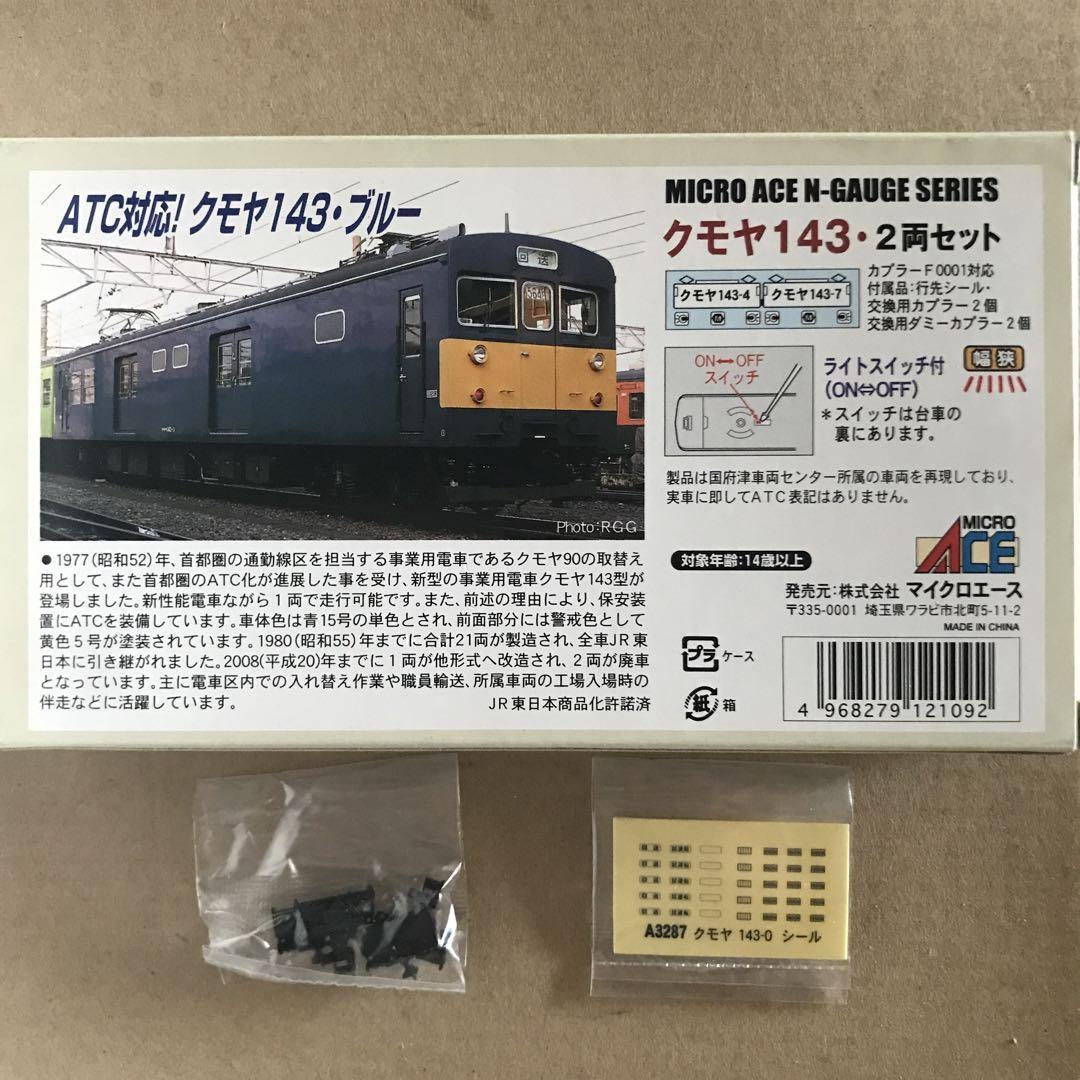 ATC対応! クモヤ143・ブルー
回送
Photo:RGG
●1977(昭和52)年、首都圏の通勤線区を担当する事業用電車であるクモヤ90の取替え
用として、また首都圏のATC化が進展した事を受け、新型の事業用電車クモヤ143型が
登場しました。新性能電車ながら1両で走行可能です。また、前述の理由により、保安装
置にATCを装備しています。車体色は青15号の単色とされ、前面部分には警戒色として
黄色5号が塗装されています。1980(昭和55)年までに合計21両が製造され、全車JR東
日本に引き継がれました。2008(平成20)年までに1両が他形式へ改造され、2両が廃車
となっています。主に電車区内での入れ替え作業や職員輸送、所属車両の工場入場時の
伴走などに活躍しています。
JR東日本商品化許諾済
MICRO ACE N-GAUGE SERIES
クモヤ143・2両セット
クモヤ143-4 クモヤ143-7
カプラーF0001対応
付属品:行先シール・
交換用カプラー2個
交換用ダミーカプラー2個
ON⇔OFF
スイッチ
ライトスイッチ付
(ON⇔OFF)
幅狭
*スイッチは台車の
裏にあります。
製品は国府津車両センター所属の車両を再現しており、
実車に即してATC表記はありません。
対象年齢:14歳以上
MICRO
ACE
発売元:株式会社 マイクロエース
〒335-0001 埼玉県ワラビ市北町5-11-2
MADE IN CHINA
プラ ケース
紙 箱
4 968279 121092
A3287 クモヤ 143-0 シール